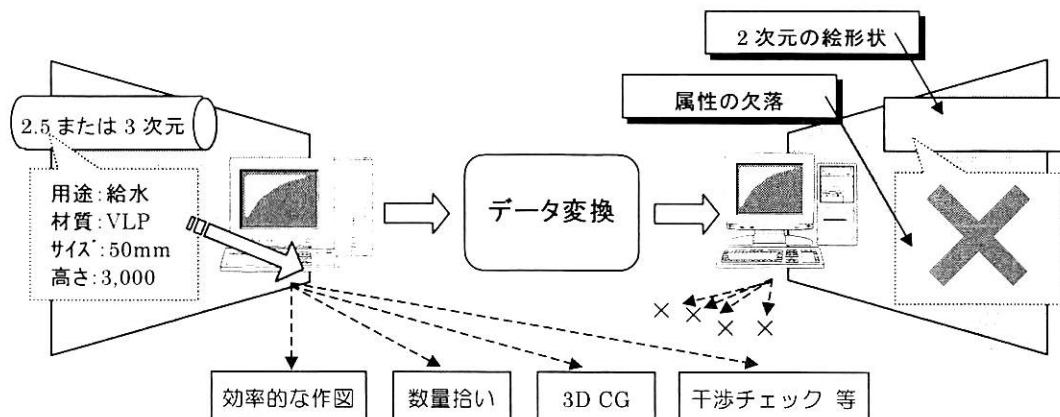 2次元の絵形状
属性の欠落
2.5または3次元
用途:給水
材質:VLP
サイズ:50mm
高さ:3,000
データ変換
効率的な作図
数量拾い
3D CG
干渉チェック 等